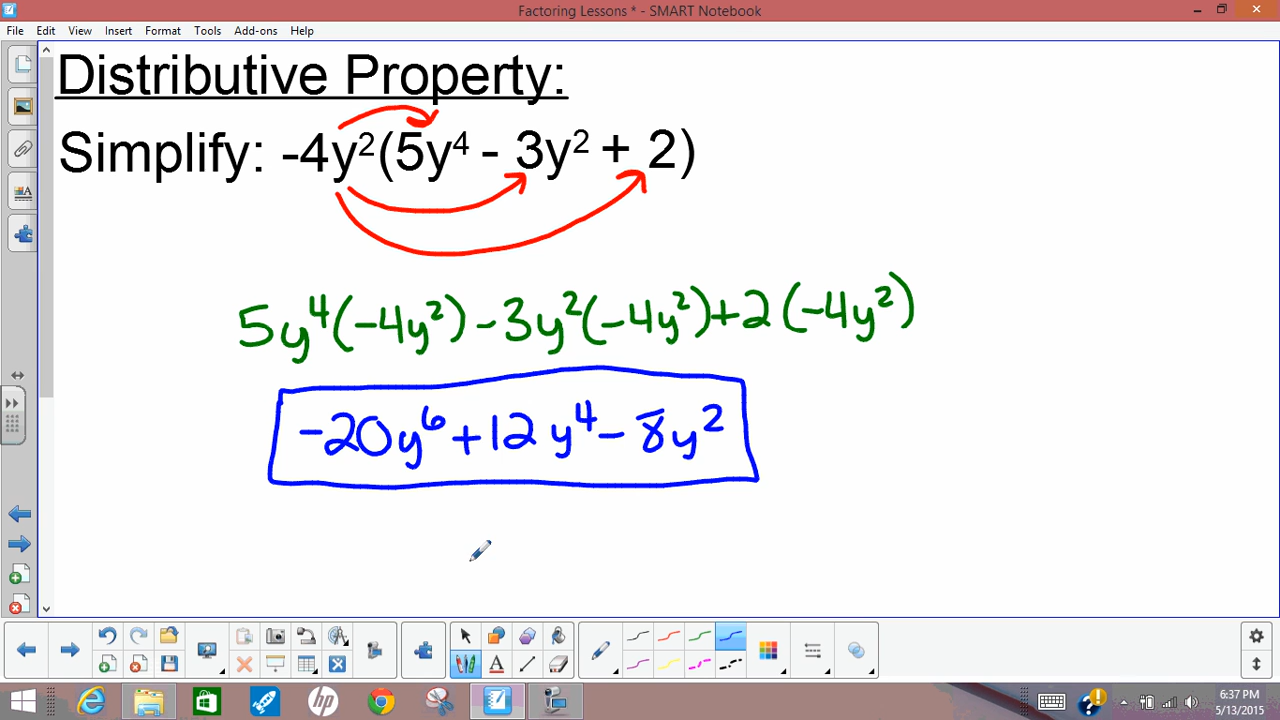 Factoring Lessons * - SMART Notebook
File Edit View Insert Format Tools Add-ons Help
Distributive Property:
Simplify: -4y²(5y⁴ - 3y² + 2)
5y⁴(-4y²) - 3y²(-4y²) + 2(-4y²)
-20y⁶ + 12y⁴ - 8y²
hp
6:37 PM
5/13/2015